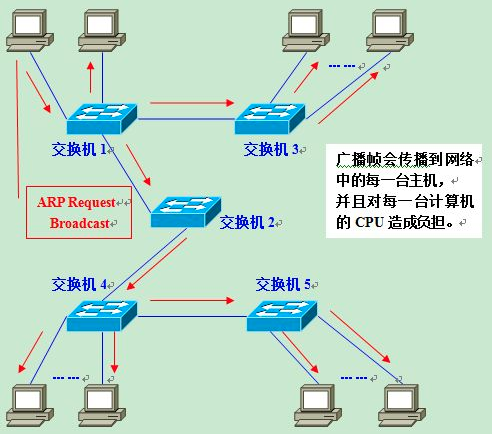 --- ---
交换机 1
交换机 3
广播帧会传播到网络
中的每一台主机，
并且对每一台计算机
的 CPU 造成负担。
ARP Request
Broadcast
交换机 2
交换机 4
交换机 5
--- ---
--- ---